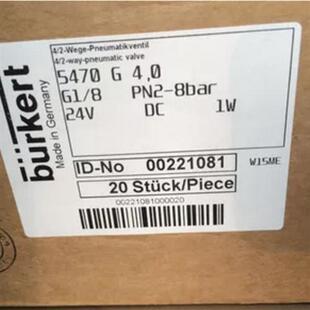 bürkert
Made in Germany
4/2-Wege-Pneumatikventil
4/2-way-pneumatic valve
5470 G 4,0
G1/8 PN2-8bar
24V DC 1W
ID-No 00221081
W15ME
20 Stück/Piece
00221081000020